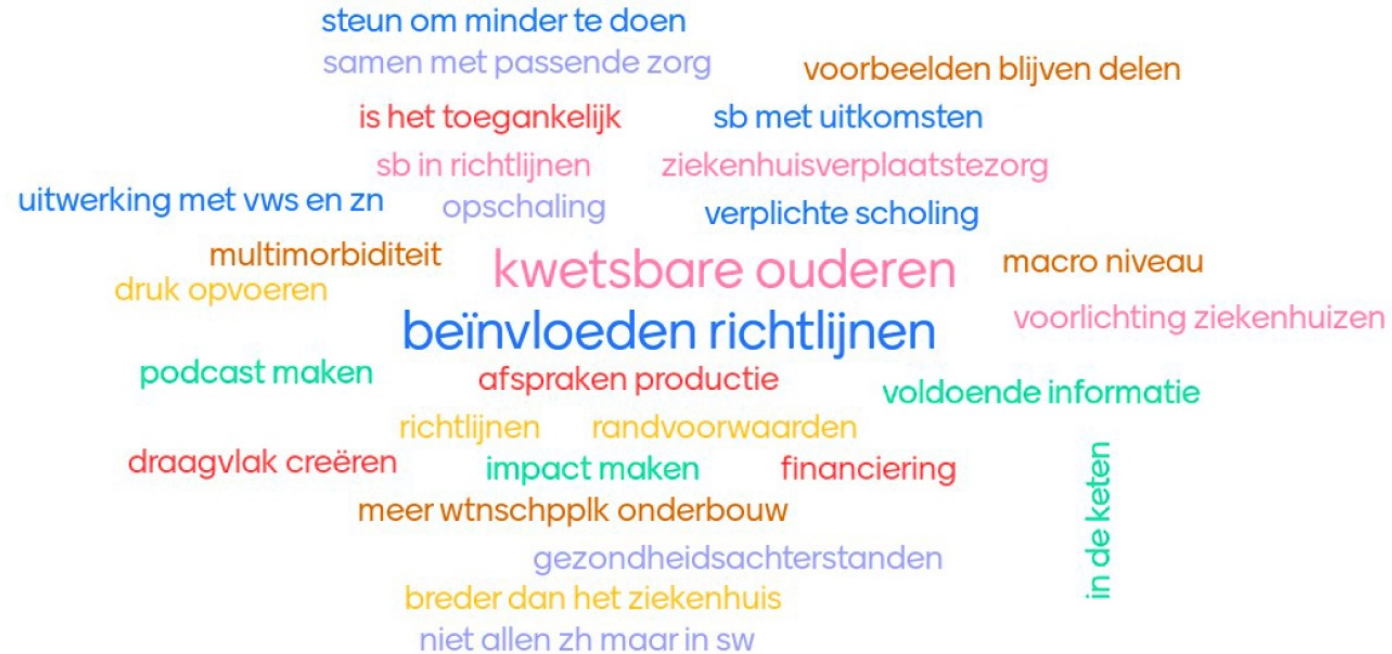 steun om minder te doen
samen met passende zorg
voorbeelden blijven delen
is het toegankelijk
sb met uitkomsten
sb in richtlijnen
ziekenhuisverplaatstezorg
uitwerking met vws en zn
opschaling
verplichte scholing
multimorbiditeit
kwetsbare ouderen
macro niveau
druk opvoeren
beïnvloeden richtlijnen
voorlichting ziekenhuizen
podcast maken
afspraken productie
voldoende informatie
richtlijnen
randvoorwaarden
draagvlak creëren
impact maken
financiering
in de keten
meer wtnschpplk onderbouw
gezondheidsachterstanden
breder dan het ziekenhuis
niet allen zh maar in sw